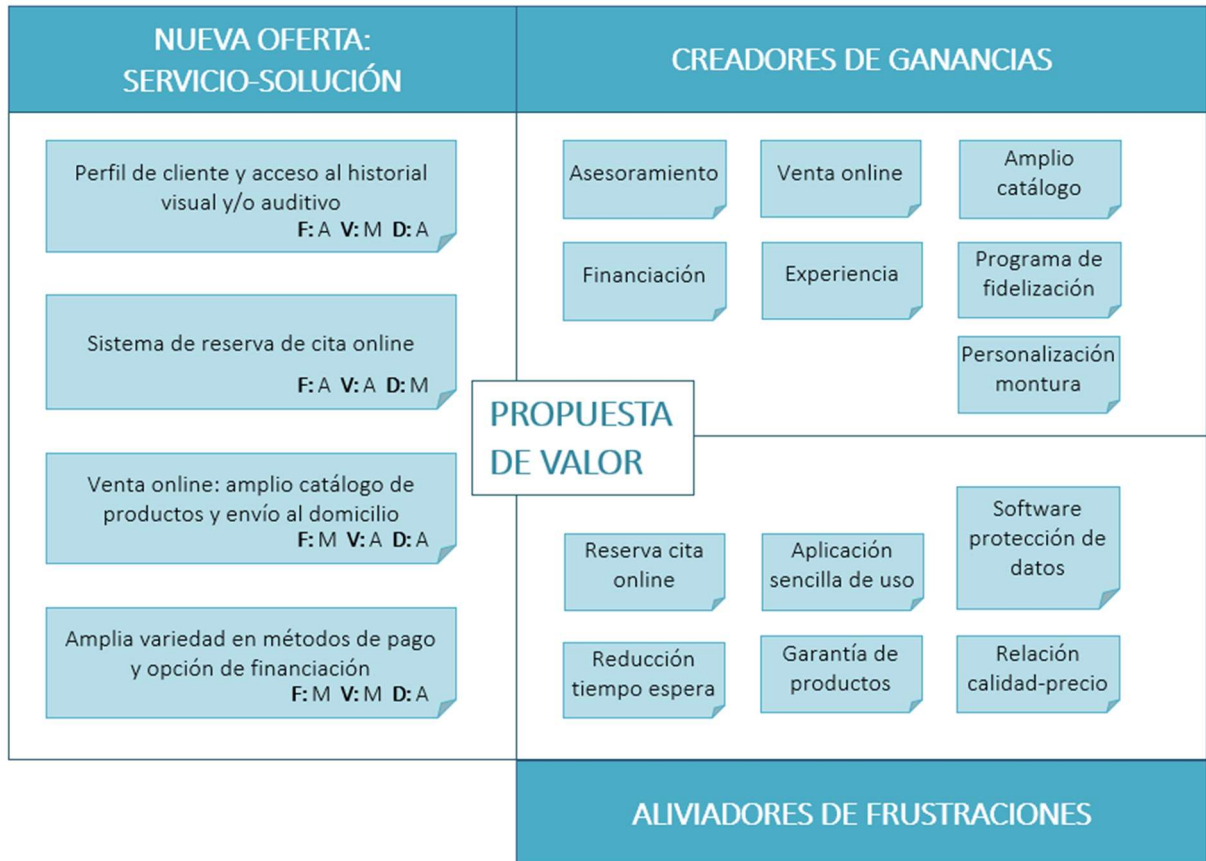 NUEVA OFERTA:
SERVICIO-SOLUCIÓN
Perfil de cliente y acceso al historial
visual y/o auditivo
F: A V: M D: A
Sistema de reserva de cita online
F: A V: A D: M
Venta online: amplio catálogo de
productos y envío al domicilio
F: M V: A D: A
Amplia variedad en métodos de pago
y opción de financiación
F: M V: M D: A
PROPUESTA
DE VALOR
CREADORES DE GANANCIAS
Asesoramiento
Venta online
Amplio
catálogo
Financiación
Experiencia
Programa de
fidelización
Personalización
montura
Reserva cita
online
Aplicación
sencilla de uso
Software
protección de
datos
Reducción
tiempo espera
Garantía de
productos
Relación
calidad-precio
ALIVIADORES DE FRUSTRACIONES